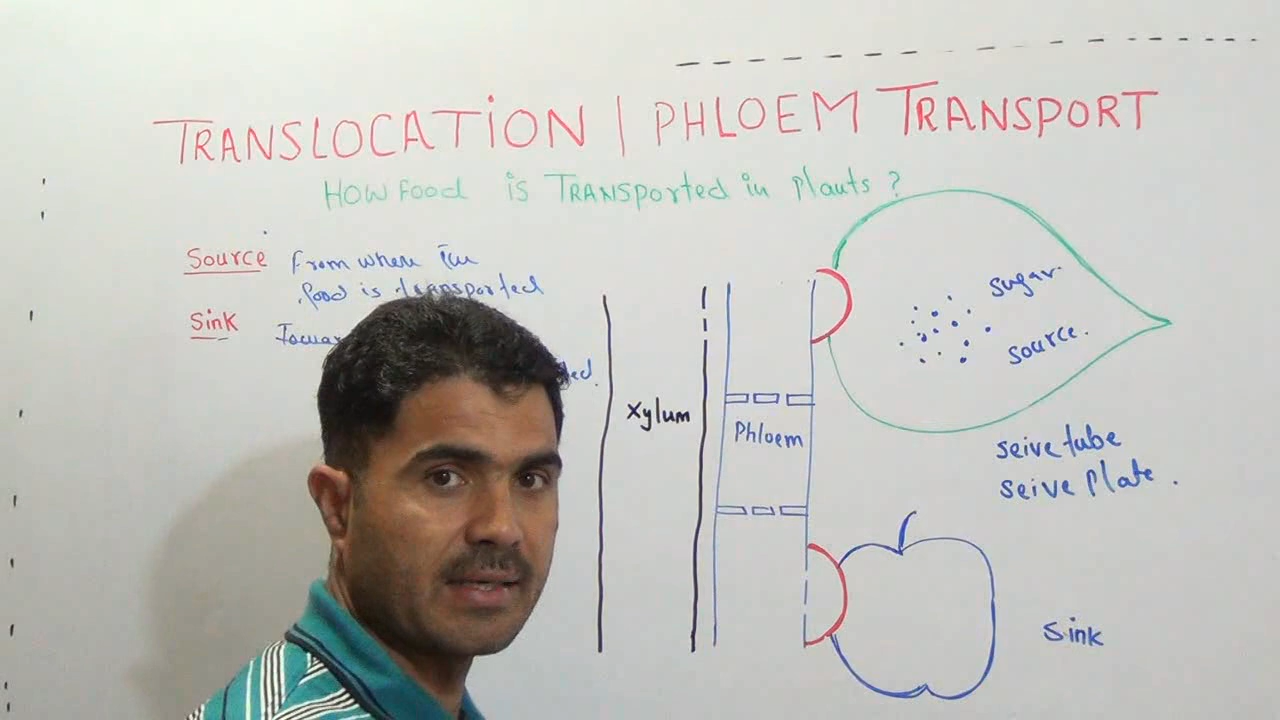 TRANSLOCATION | PHLOEM TRANSPORT
HOW FOOD is TRANSPORTed in plants ?
Source from where
food is transported
Sink
sugar.
source.
Xylum
Phloem
seive tube
seive plate .
Sink